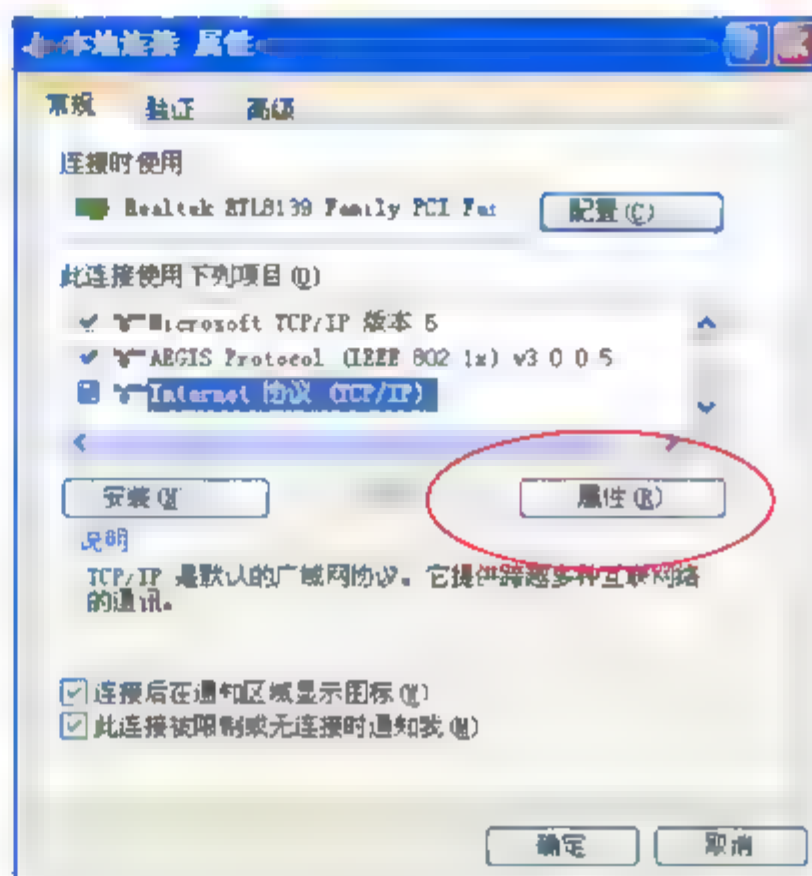 本地连接 属性
常规 验证 高级
连接时使用
Realtek RTL8139 Family PCI Fas 配置(C)
此连接使用下列项目(O)
Microsoft TCP/IP 版本 6
AEGIS Protocol (IEEE 802 1x) v3 0 0 5
Internet 协议 (TCP/IP)
安装(N 属性(R)
说明
TCP/IP 是默认的广域网协议。它提供跨越多种互联网络
的通讯。
连接后在通知区域显示图标(W)
此连接被限制或无连接时通知我(M)
确定 取消